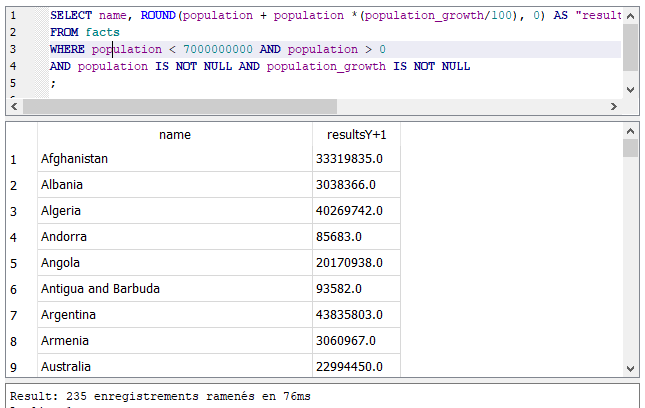 1 SELECT name, ROUND(population + population *(population_growth/100), 0) AS "result
2 FROM facts
3 WHERE population < 7000000000 AND population > 0
4 AND population IS NOT NULL AND population_growth IS NOT NULL
5 ;
name resultsY+1
1 Afghanistan 33319835.0
2 Albania 3038366.0
3 Algeria 40269742.0
4 Andorra 85683.0
5 Angola 20170938.0
6 Antigua and Barbuda 93582.0
7 Argentina 43835803.0
8 Armenia 3060967.0
9 Australia 22994450.0
Result: 235 enregistrements ramenés en 76ms